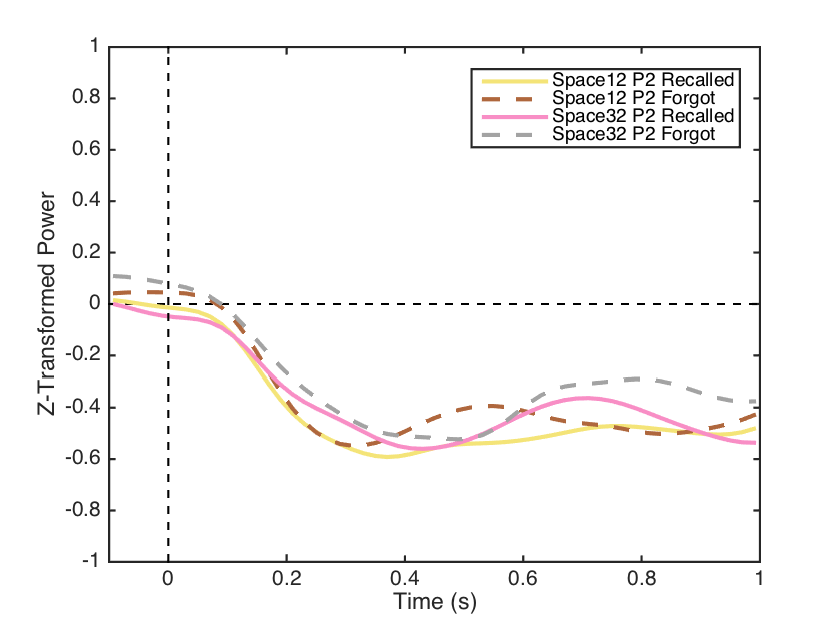 1
0.8
0.6
0.4
0.2
0
-0.2
-0.4
-0.6
-0.8
-1
Z-Transformed Power
Space12 P2 Recalled
Space12 P2 Forgot
Space32 P2 Recalled
Space32 P2 Forgot
0
0.2
0.4
0.6
0.8
1
Time (s)